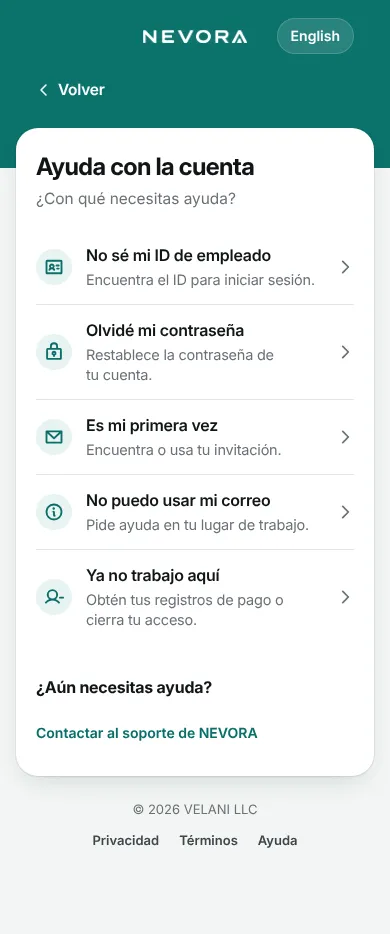 NEVORA
English
Volver
Ayuda con la cuenta
¿Con qué necesitas ayuda?
No sé mi ID de empleado
Encuentra el ID para iniciar sesión.
Olvidé mi contraseña
Restablece la contraseña de
tu cuenta.
Es mi primera vez
Encuentra o usa tu invitación.
No puedo usar mi correo
Pide ayuda en tu lugar de trabajo.
Ya no trabajo aquí
Obtén tus registros de pago o
cierra tu acceso.
¿Aún necesitas ayuda?
Contactar al soporte de NEVORA
© 2026 VELANI LLC
Privacidad Términos Ayuda